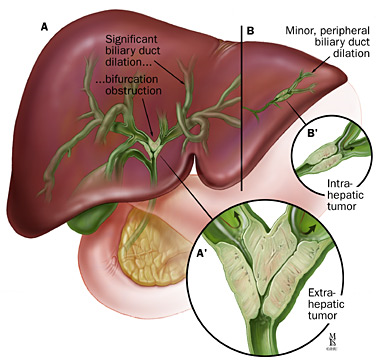 A
Significant
biliary duct
dilation...
...bifurcation
obstruction
B
Minor, peripheral
biliary duct
dilation
B'
Intra-
hepatic
tumor
A'
Extra-
hepatic
tumor